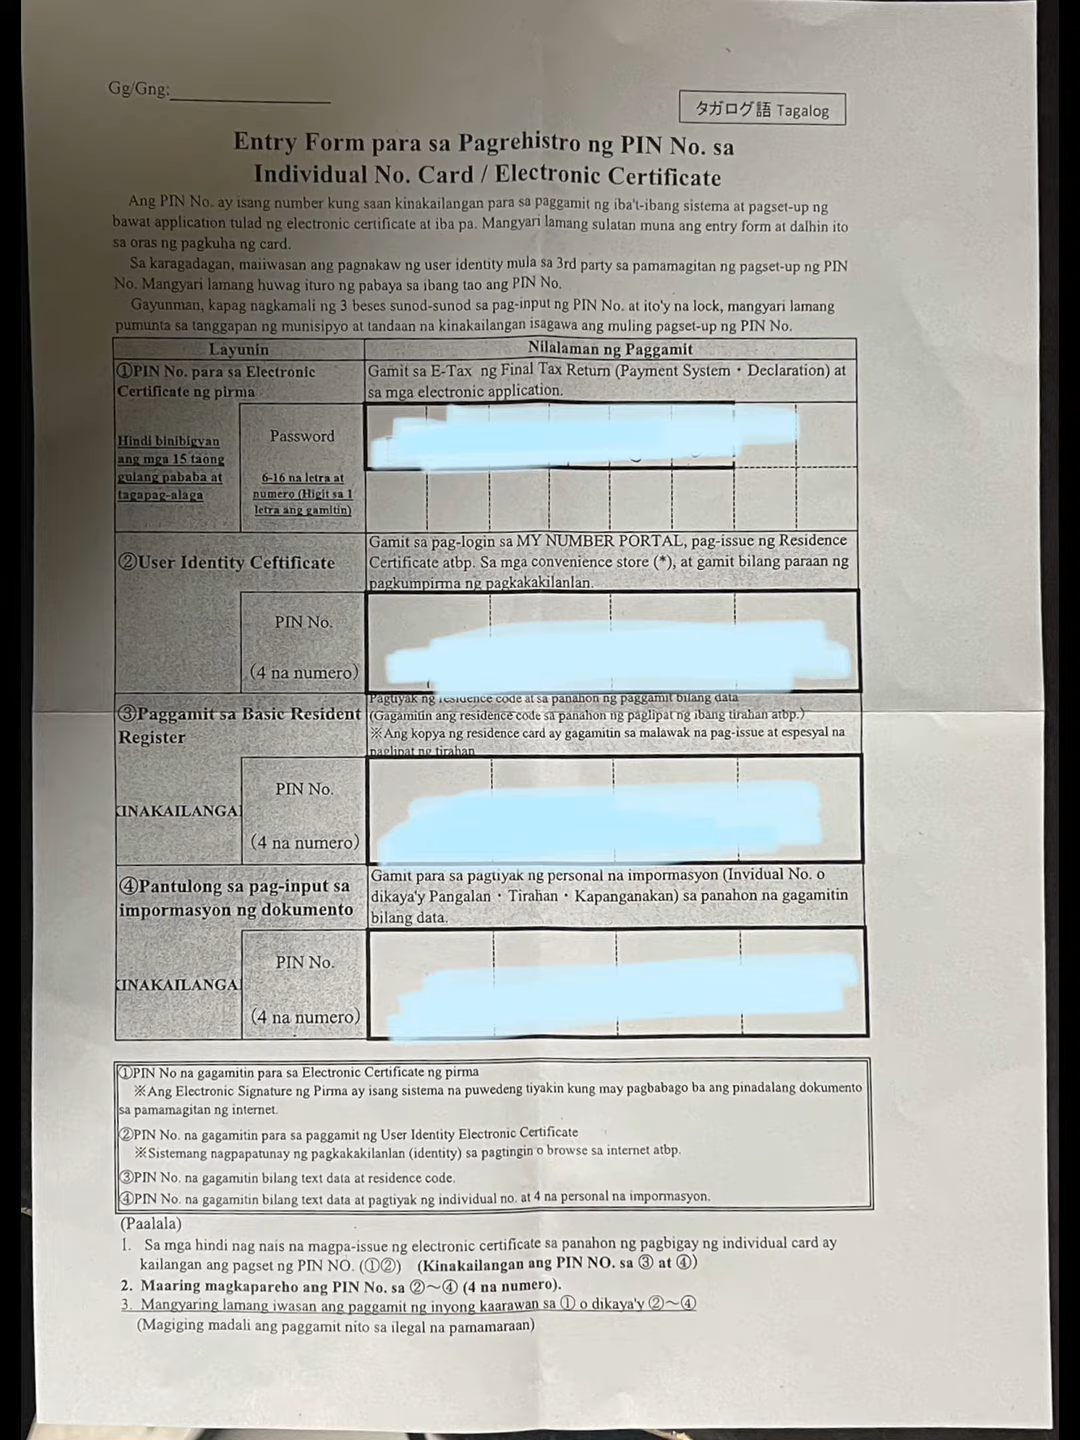 Gg/Gng:
タガログ語 Tagalog
Entry Form para sa Pagrehistro ng PIN No. sa
Individual No. Card / Electronic Certificate
Ang PIN No. ay isang number kung saan kinakailangan para sa paggamit ng iba't-ibang sistema at pagset-up ng
bawat application tulad ng electronic certificate at iba pa. Mangyari lamang sulatan muna ang entry form at dalhin ito
sa oras ng pagkuha ng card.
Sa karagadagan, maiiwasan ang pagnakaw ng user identity mula sa 3rd party sa pamamagitan ng pagset-up ng PIN
No. Mangyari lamang huwag ituro ng pabaya sa ibang tao ang PIN No.
Gayunman, kapag nagkamali ng 3 beses sunod-sunod sa pag-input ng PIN No. at ito'y na lock, mangyari lamang
pumunta sa tanggapan ng munisipyo at tandaan na kinakailangan isagawa ang muling pagset-up ng PIN No.
Layunin
Nilalaman ng Paggamit
①PIN No. para sa Electronic
Certificate ng pirma
Gamit sa E-Tax ng Final Tax Return (Payment System・Declaration) at
sa mga electronic application.
Hindi binibigyan
ang mga 15 taong
gulang pababa at
tagapag-alaga
Password
6-16 na letra at
numero (Higit sa 1
letra ang gamitin)
②User Identity Ceftificate
Gamit sa pag-login sa MY NUMBER PORTAL, pag-issue ng Residence
Certificate atbp. Sa mga convenience store (*), at gamit bilang paraan ng
pagkumpirma ng pagkakakilanlan.
PIN No.
(4 na numero)
③Paggamit sa Basic Resident
Register
Pagtiyak ng residence code at sa panahon ng paggamit bilang data
(Gagamitin ang residence code sa panahon ng paglipat ng ibang tirahan atbp.)
※Ang kopya ng residence card ay gagamitin sa malawak na pag-issue at espesyal na
paglipat ng tirahan
KINAKAILANGA
PIN No.
(4 na numero)
④Pantulong sa pag-input sa
impormasyon ng dokumento
Gamit para sa pagtiyak ng personal na impormasyon (Invidual No. o
dikaya'y Pangalan・Tirahan・Kapanganakan) sa panahon na gagamitin
bilang data.
KINAKAILANGA
PIN No.
(4 na numero)
①PIN No na gagamitin para sa Electronic Certificate ng pirma
※Ang Electronic Signature ng Pirma ay isang sistema na puwedeng tiyakin kung may pagbabago ba ang pinadalang dokumento
sa pamamagitan ng internet.
②PIN No. na gagamitin para sa paggamit ng User Identity Electronic Certificate
※Sistemang nagpapatunay ng pagkakakilanlan (identity) sa pagtingin o browse sa internet atbp.
③PIN No. na gagamitin bilang text data at residence code.
④PIN No. na gagamitin bilang text data at pagtiyak ng individual no. at 4 na personal na impormasyon.
(Paalala)
1. Sa mga hindi nag nais na magpa-issue ng electronic certificate sa panahon ng pagbigay ng individual card ay
kailangan ang pagset ng PIN NO. (①②) (Kinakailangan ang PIN NO. sa ③ at ④)
2. Maaring magkapareho ang PIN No. sa ②～④ (4 na numero).
3. Mangyaring lamang iwasan ang paggamit ng inyong kaarawan sa ① o dikaya'y ②～④
(Magiging madali ang paggamit nito sa ilegal na pamamaraan)